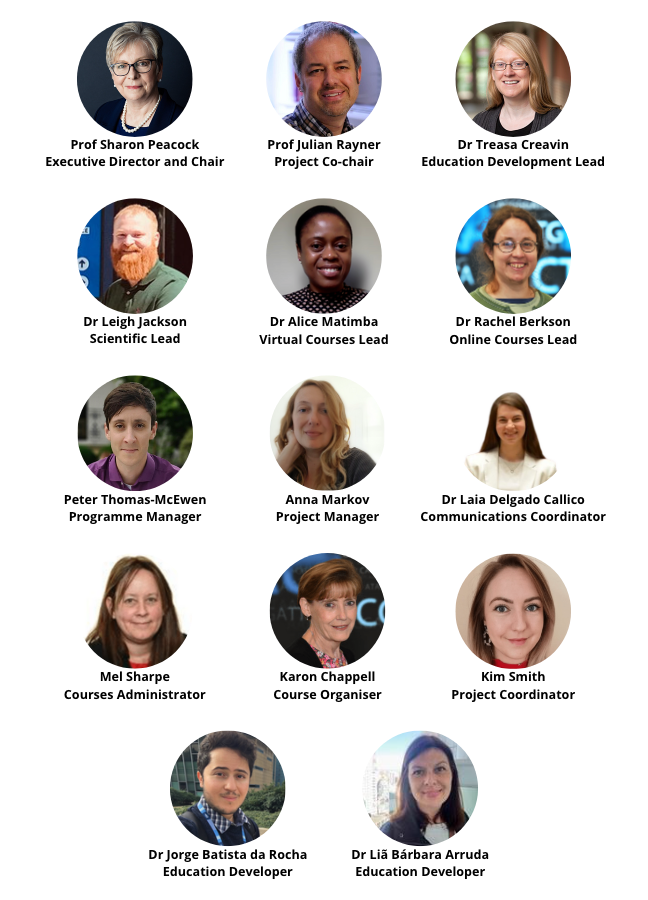 Prof Sharon Peacock
Executive Director and Chair
Prof Julian Rayner
Project Co-chair
Dr Treasa Creavin
Education Development Lead
Dr Leigh Jackson
Scientific Lead
Dr Alice Matimba
Virtual Courses Lead
Dr Rachel Berkson
Online Courses Lead
Peter Thomas-McEwen
Programme Manager
Anna Markov
Project Manager
Dr Laia Delgado Callico
Communications Coordinator
Mel Sharpe
Courses Administrator
Karon Chappell
Course Organiser
Kim Smith
Project Coordinator
Dr Jorge Batista da Rocha
Education Developer
Dr Liã Bárbara Arruda
Education Developer